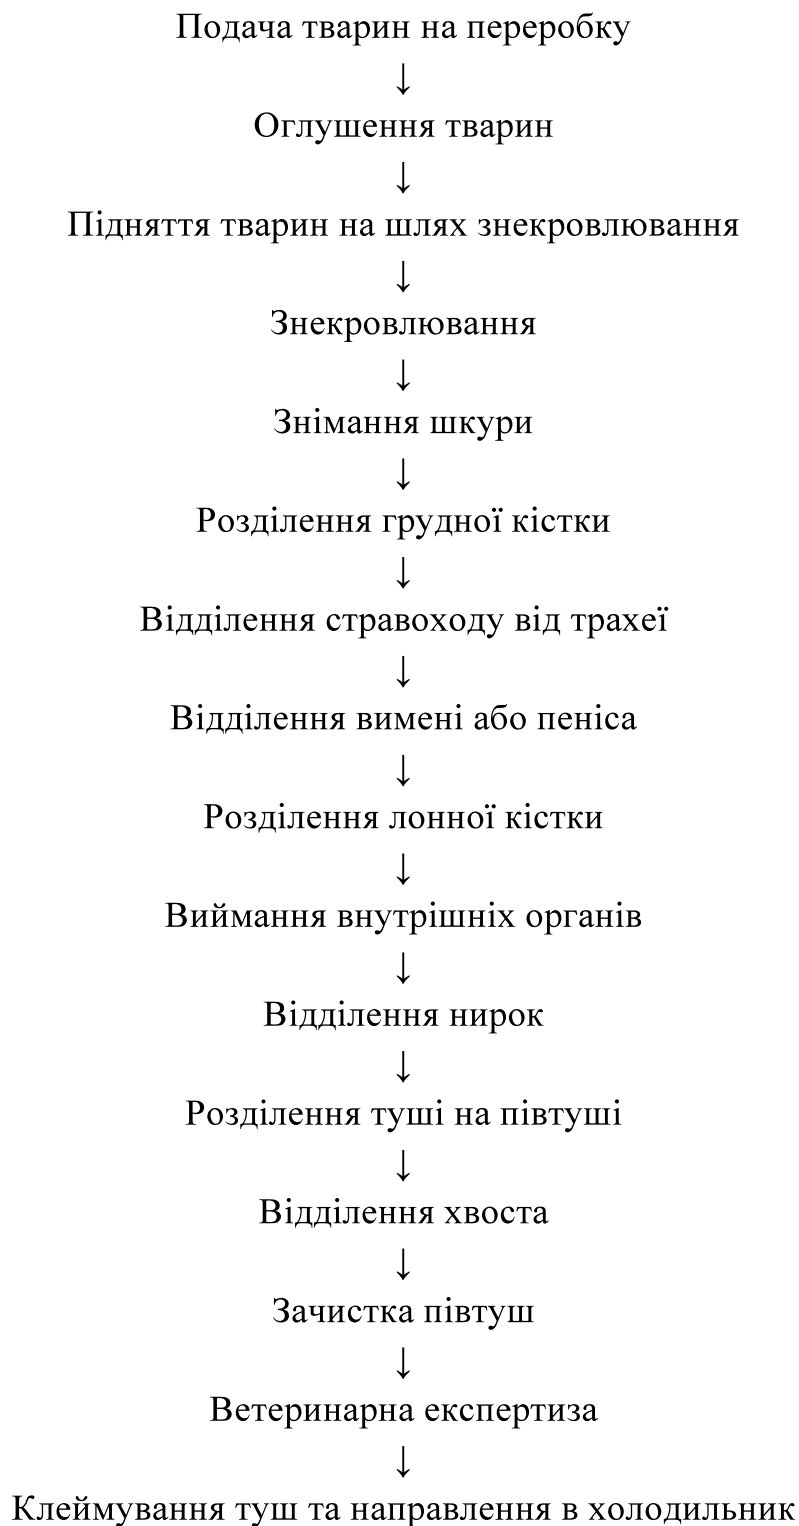 Подача тварин на переробку
↓
Оглушення тварин
↓
Підняття тварин на шлях знекровлювання
↓
Знекровлювання
↓
Знімання шкури
↓
Розділення грудної кістки
↓
Відділення стравоходу від трахеї
↓
Відділення вимені або пеніса
↓
Розділення лонної кістки
↓
Виймання внутрішніх органів
↓
Відділення нирок
↓
Розділення туші на півтуші
↓
Відділення хвоста
↓
Зачистка півтуш
↓
Ветеринарна експертиза
↓
Клеймування туш та направлення в холодильник